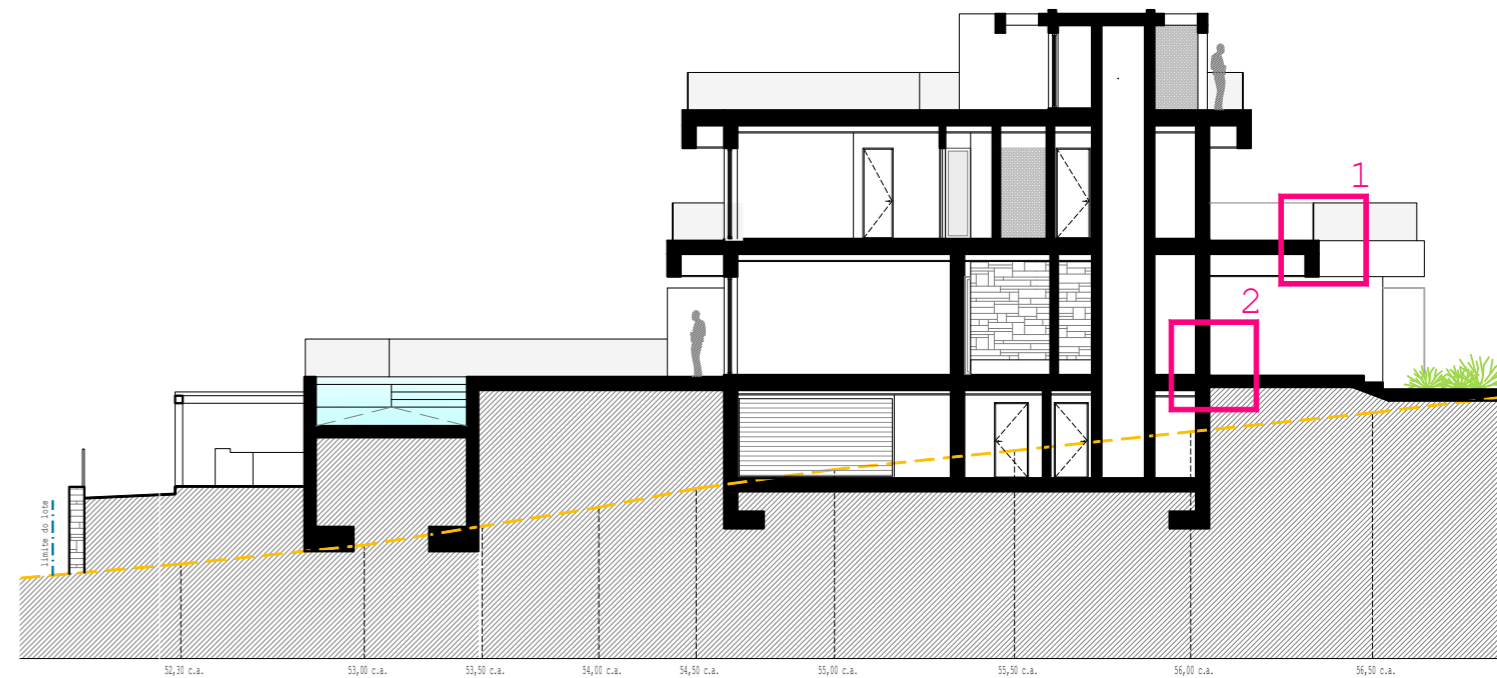 1
2
limite do lote
52,30 c.a.
53,00 c.a.
53,50 c.a.
54,00 c.a.
54,50 c.a.
55,00 c.a.
55,50 c.a.
56,00 c.a.
56,50 c.a.